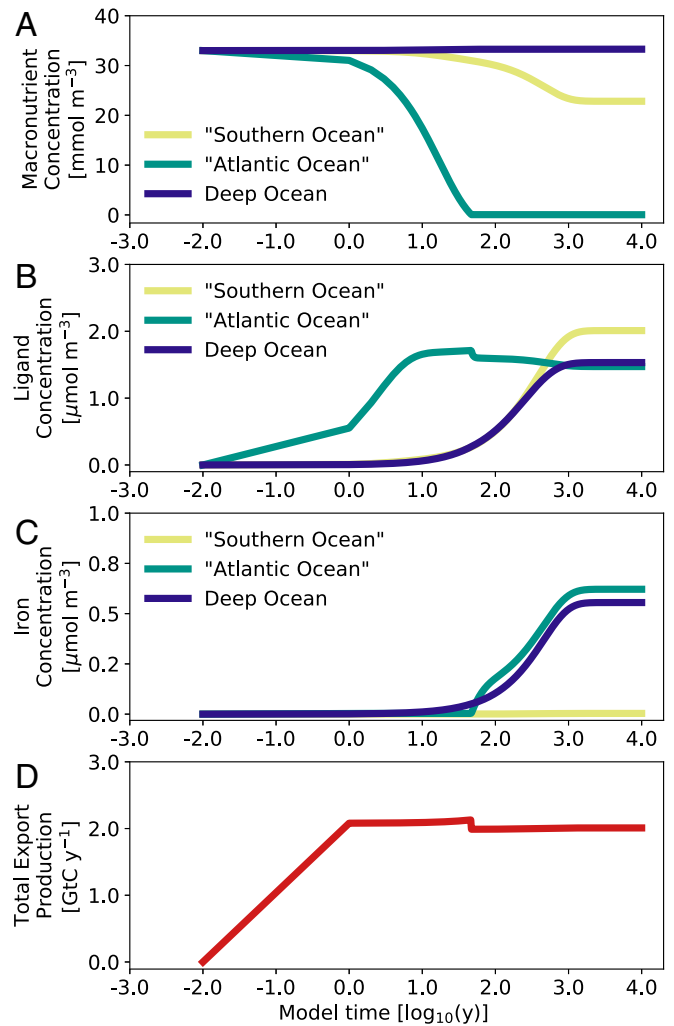 A
Macronutrient
Concentration
[mmol m⁻³]
40
30
20
10
0
"Southern Ocean"
"Atlantic Ocean"
Deep Ocean
-3.0 -2.0 -1.0 0.0 1.0 2.0 3.0 4.0
B
Ligand
Concentration
[μmol m⁻³]
3.0
2.0
1.0
0.0
"Southern Ocean"
"Atlantic Ocean"
Deep Ocean
-3.0 -2.0 -1.0 0.0 1.0 2.0 3.0 4.0
C
Iron
Concentration
[μmol m⁻³]
1.0
0.8
0.5
0.2
0.0
"Southern Ocean"
"Atlantic Ocean"
Deep Ocean
-3.0 -2.0 -1.0 0.0 1.0 2.0 3.0 4.0
D
Total Export
Production
[GtC y⁻¹]
3.0
2.0
1.0
0.0
-3.0 -2.0 -1.0 0.0 1.0 2.0 3.0 4.0
Model time [log₁₀(y)]